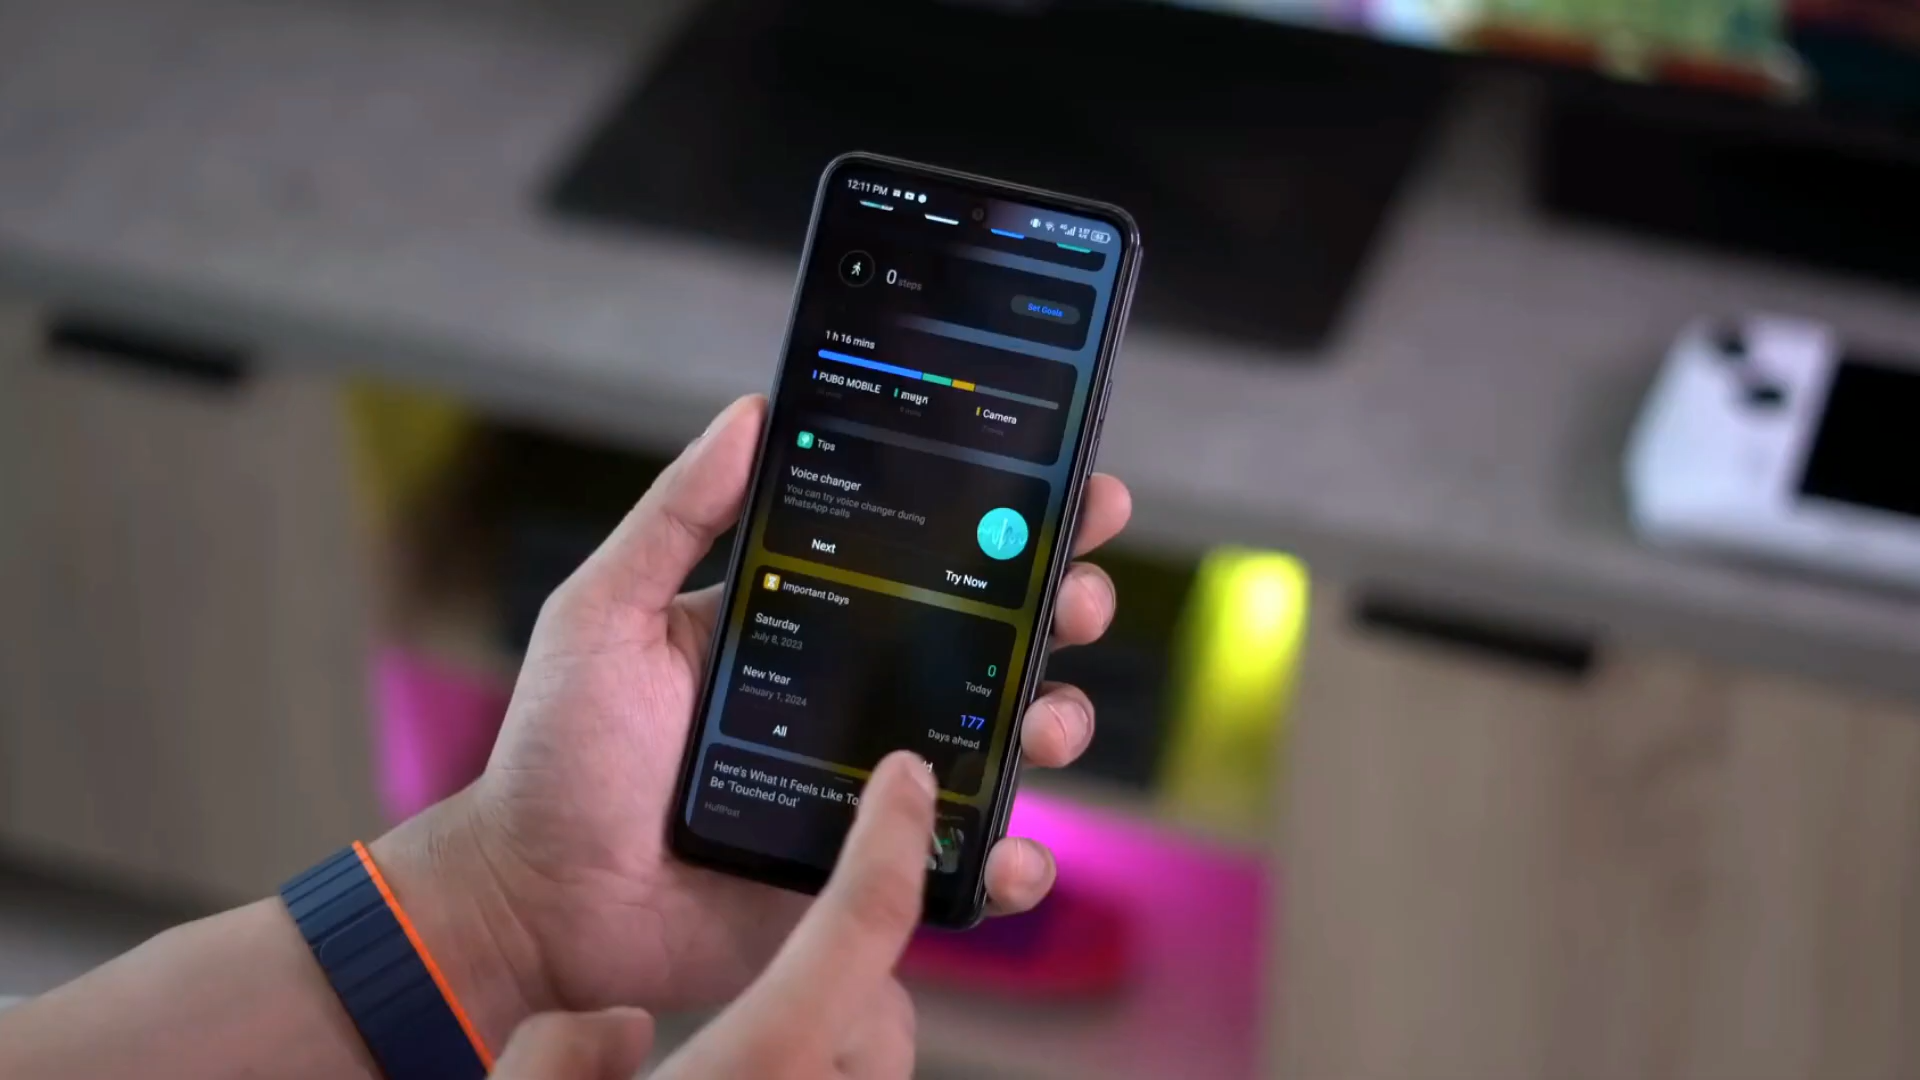 12:11 PM
0 steps
Set Goals
1 h 16 mins
PUBG MOBILE
Camera
Tips
Voice changer
You can try voice changer during
WhatsApp calls
Next
Try Now
Important Days
Saturday
July 8, 2023
0
Today
New Year
January 1, 2024
177
Days ahead
All
Here's What It Feels Like To
Be 'Touched Out'
HuffPost